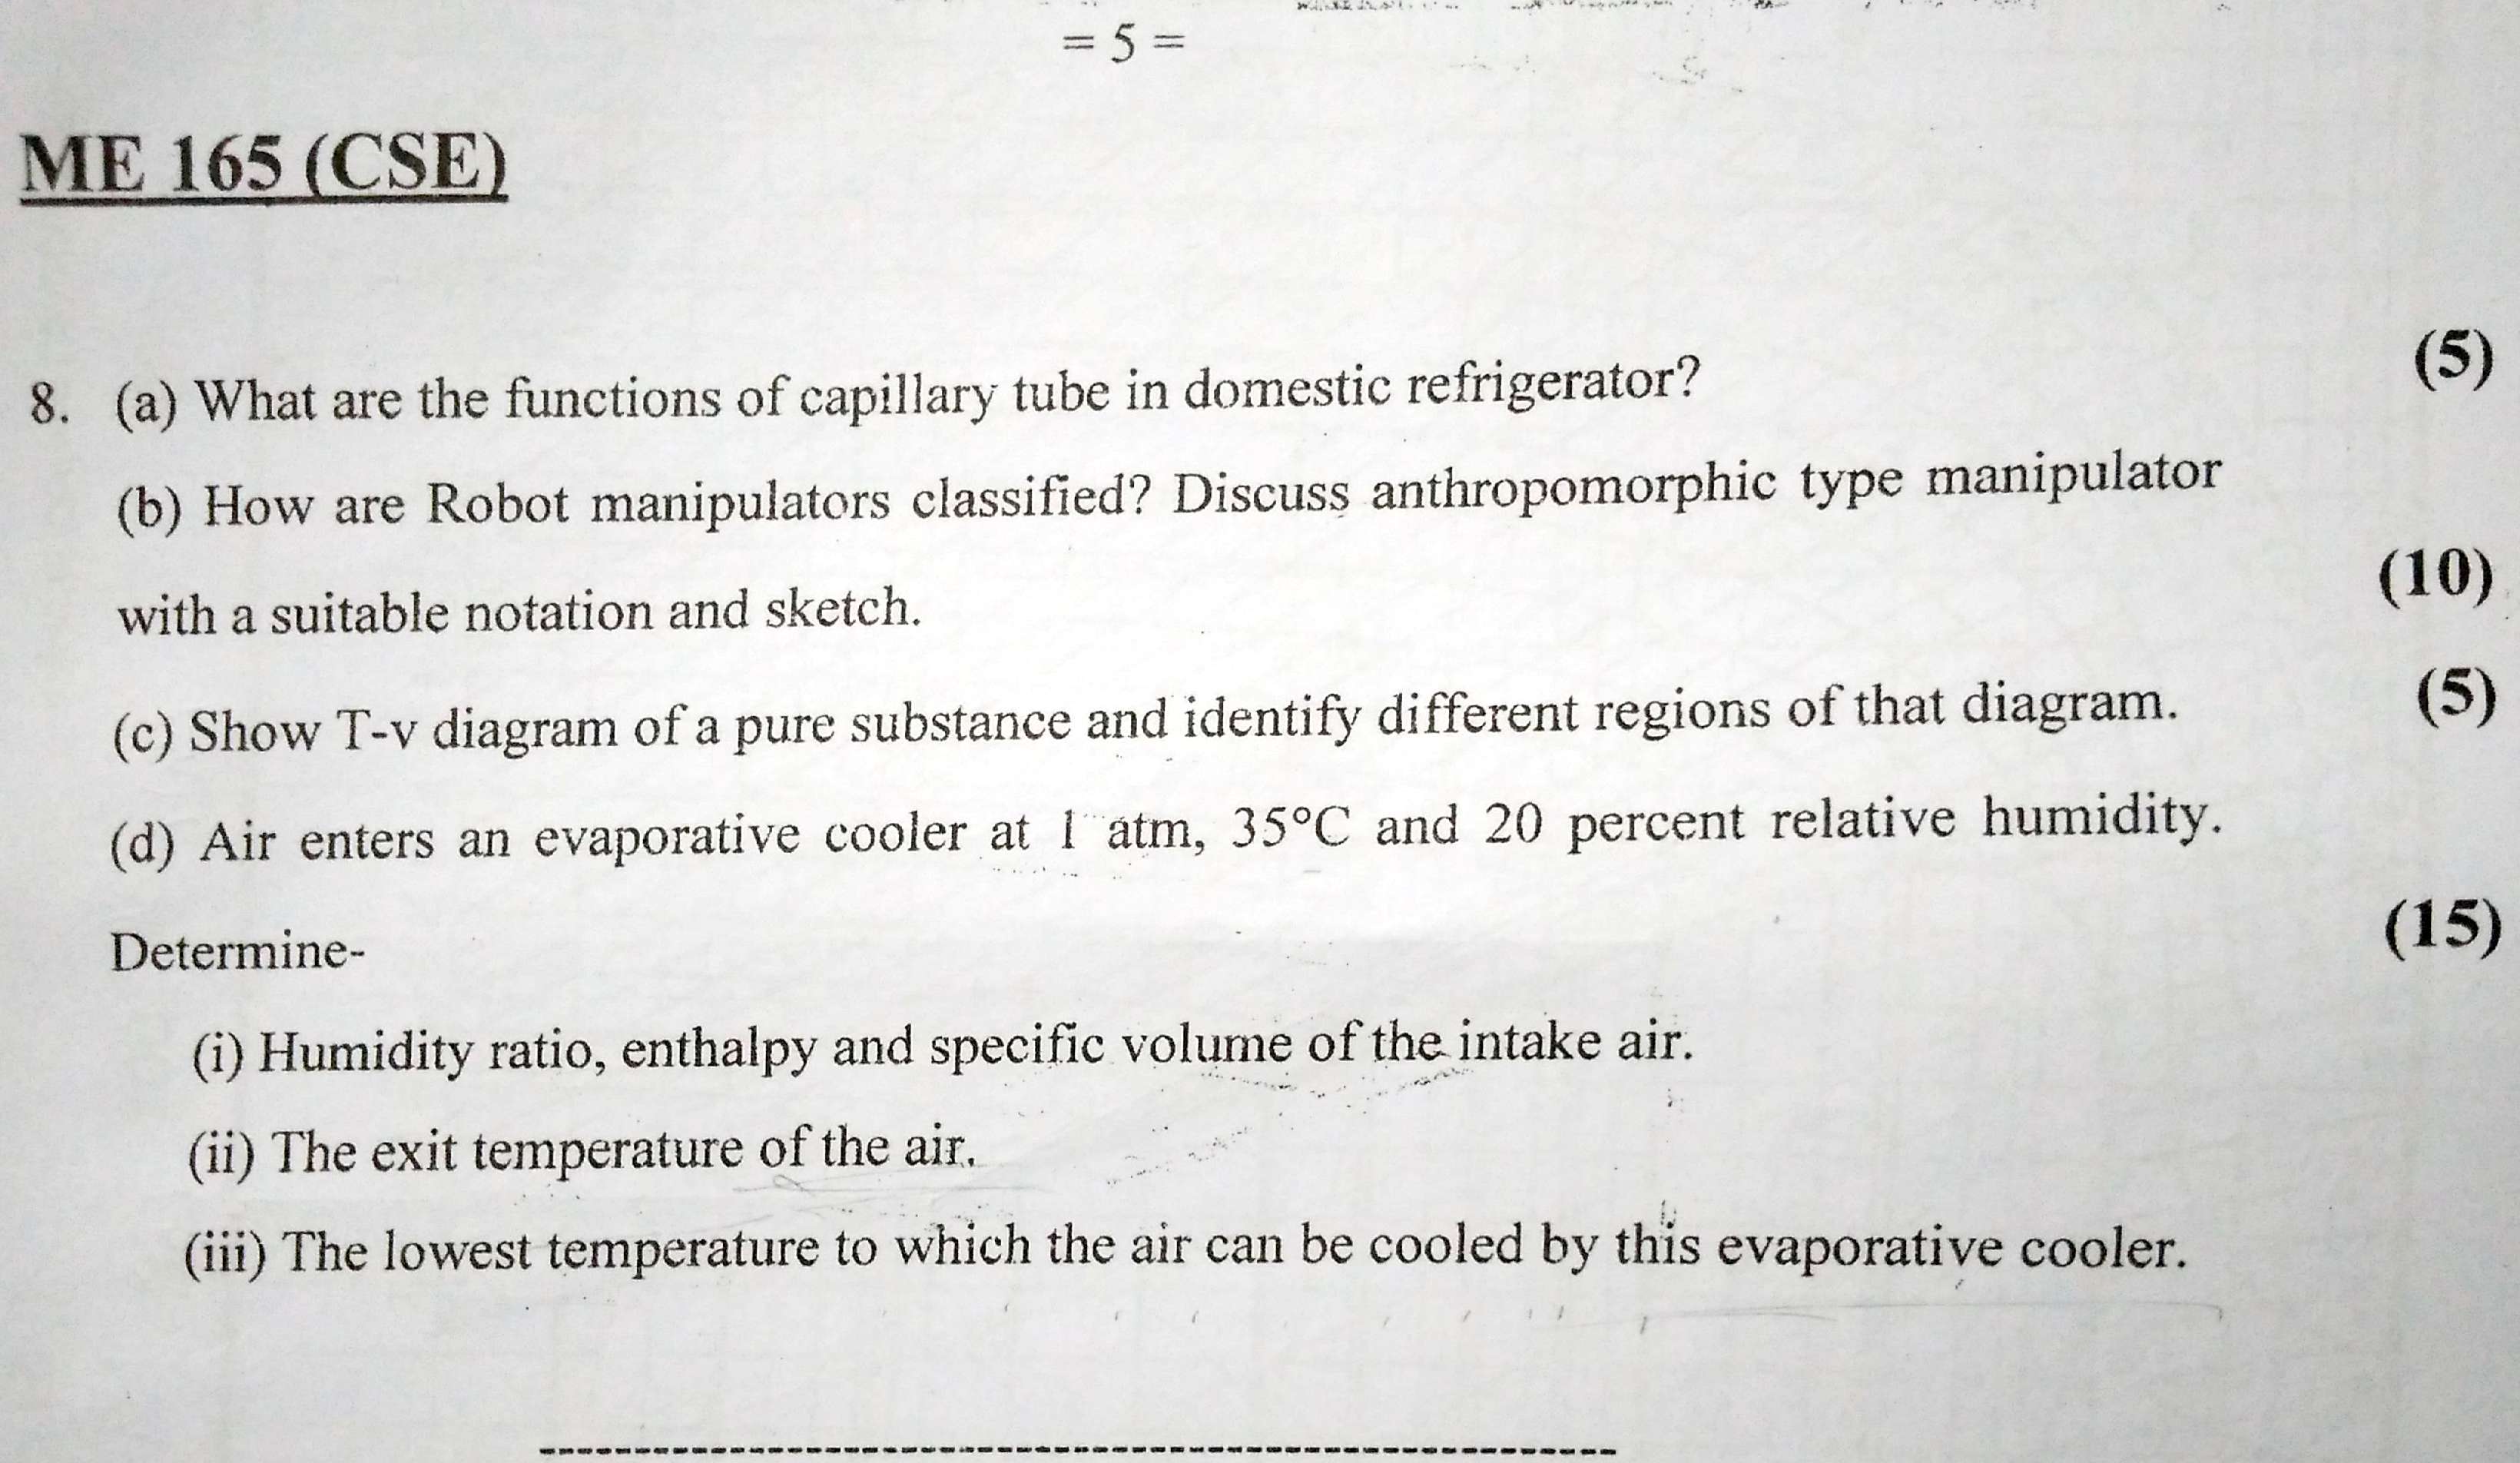 = 5 =
ME 165 (CSE)
8. (a) What are the functions of capillary tube in domestic refrigerator? (5)
(b) How are Robot manipulators classified? Discuss anthropomorphic type manipulator
with a suitable notation and sketch. (10)
(c) Show T-v diagram of a pure substance and identify different regions of that diagram. (5)
(d) Air enters an evaporative cooler at 1 atm, 35°C and 20 percent relative humidity.
Determine- (15)
(i) Humidity ratio, enthalpy and specific volume of the intake air.
(ii) The exit temperature of the air.
(iii) The lowest temperature to which the air can be cooled by this evaporative cooler.